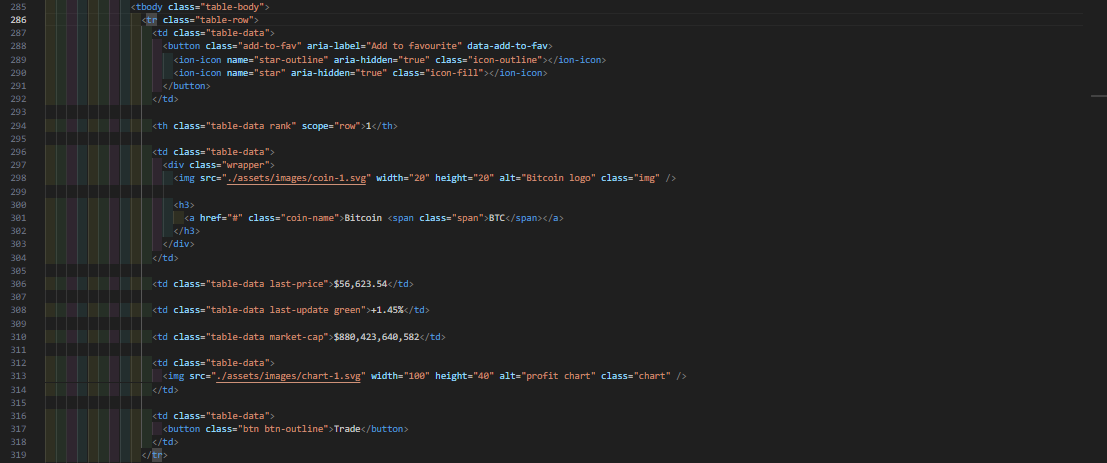 285 <tbody class="table-body">
286 <tr class="table-row">
287 <td class="table-data">
288 <button class="add-to-fav" aria-label="Add to favourite" data-add-to-fav>
289 <ion-icon name="star-outline" aria-hidden="true" class="icon-outline"></ion-icon>
290 <ion-icon name="star" aria-hidden="true" class="icon-fill"></ion-icon>
291 </button>
292 </td>
293
294 <th class="table-data rank" scope="row">1</th>
295
296 <td class="table-data">
297 <div class="wrapper">
298 <img src="./assets/images/coin-1.svg" width="20" height="20" alt="Bitcoin logo" class="img" />
299
300 <h3>
301 <a href="#" class="coin-name">Bitcoin <span class="span">BTC</span></a>
302 </h3>
303 </div>
304 </td>
305
306 <td class="table-data last-price">$56,623.54</td>
307
308 <td class="table-data last-update green">+1.45%</td>
309
310 <td class="table-data market-cap">$880,423,640,582</td>
311
312 <td class="table-data">
313 <img src="./assets/images/chart-1.svg" width="100" height="40" alt="profit chart" class="chart" />
314 </td>
315
316 <td class="table-data">
317 <button class="btn btn-outline">Trade</button>
318 </td>
319 </tr>